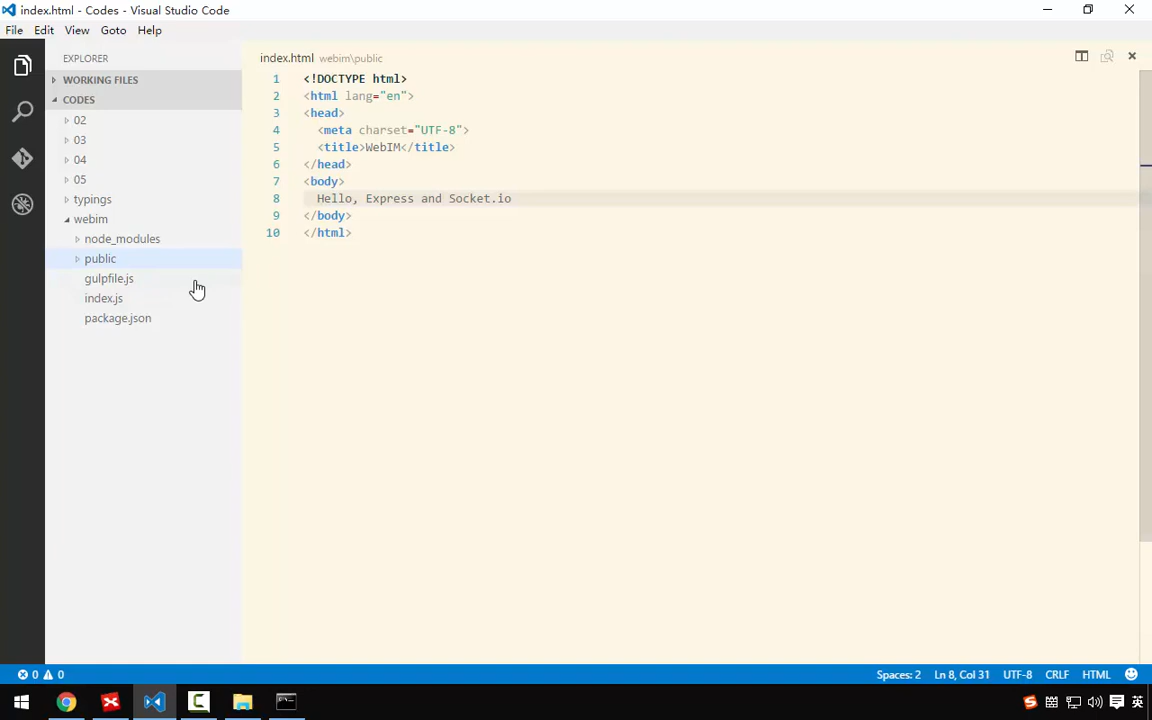 index.html - Codes - Visual Studio Code
File Edit View Goto Help
EXPLORER
WORKING FILES
CODES
02
03
04
05
typings
webim
node_modules
public
gulpfile.js
index.js
package.json
index.html webim\public
1 <!DOCTYPE html>
2 <html lang="en">
3 <head>
4 <meta charset="UTF-8">
5 <title>WebIM</title>
6 </head>
7 <body>
8 Hello, Express and Socket.io
9 </body>
10 </html>
0 0
Spaces: 2 Ln 8, Col 31 UTF-8 CRLF HTML
英